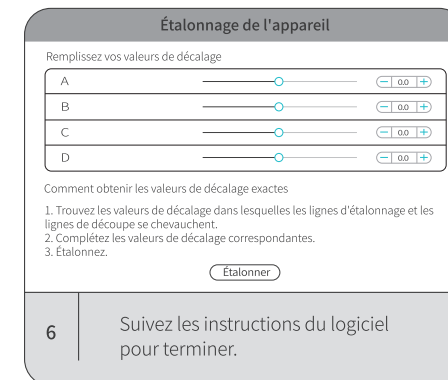 Étalonnage de l'appareil
Remplissez vos valeurs de décalage
A − 0.0 +
B − 0.0 +
C − 0.0 +
D − 0.0 +
Comment obtenir les valeurs de décalage exactes
1. Trouvez les valeurs de décalage dans lesquelles les lignes d'étalonnage et les
lignes de découpe se chevauchent.
2. Complétez les valeurs de décalage correspondantes.
3. Étalonnez.
Étalonner
6 Suivez les instructions du logiciel
pour terminer.